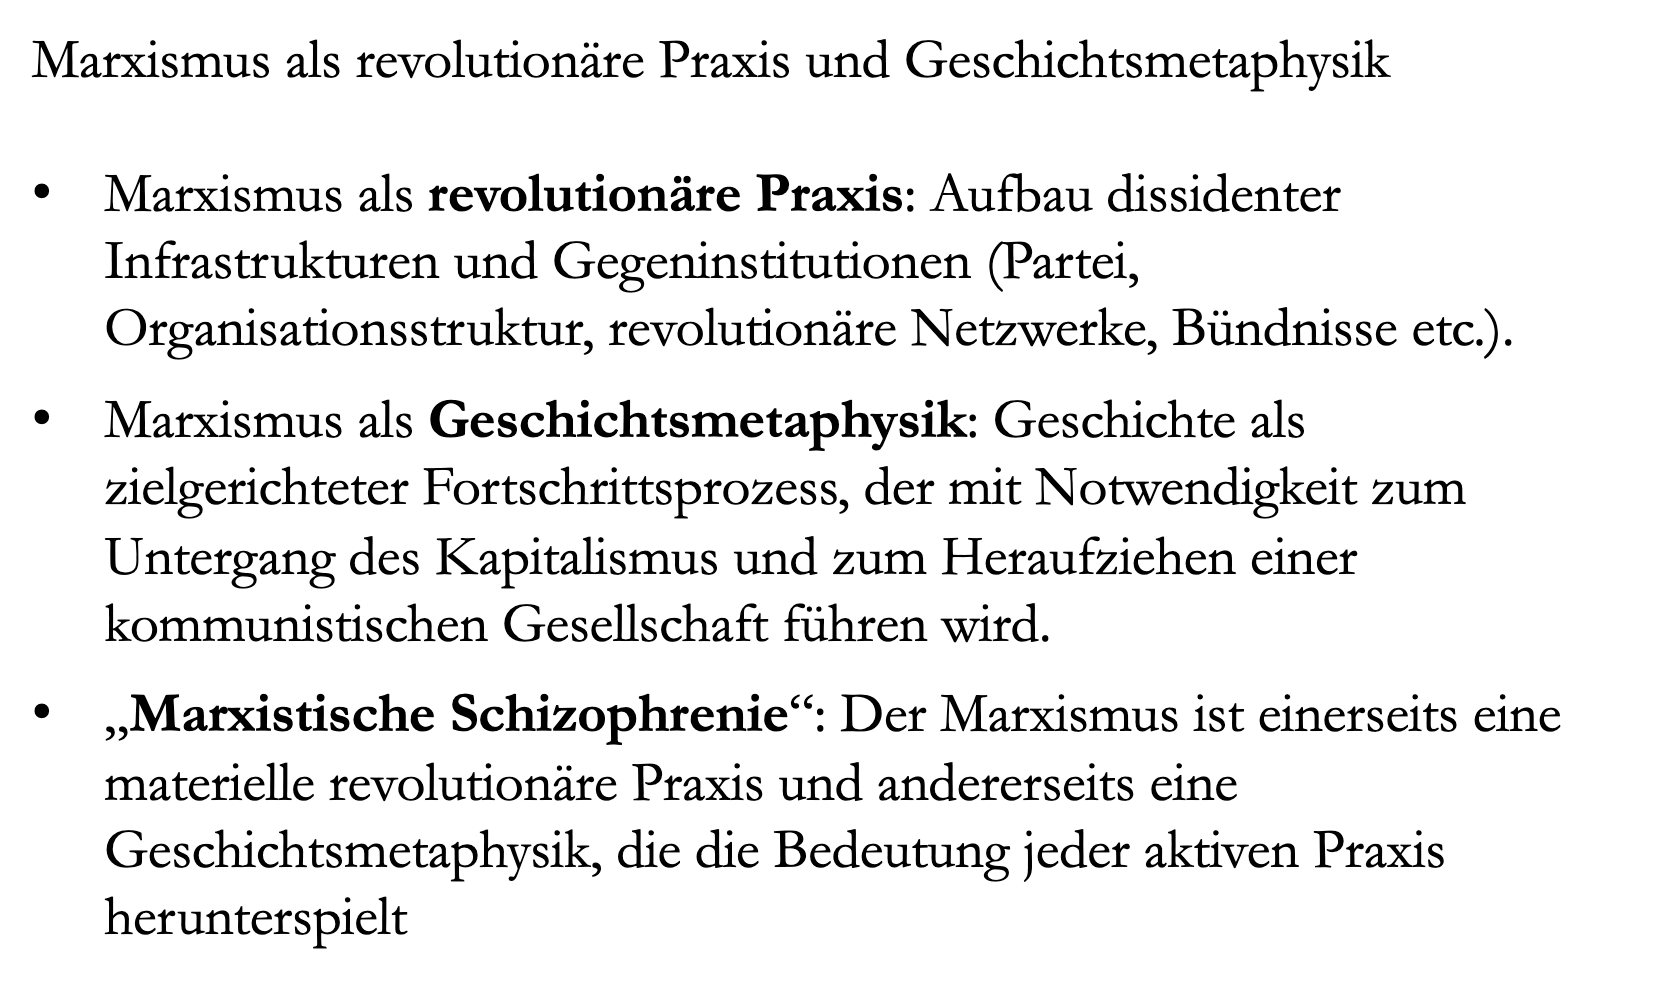 Marxismus als revolutionäre Praxis und Geschichtsmetaphysik
• Marxismus als revolutionäre Praxis: Aufbau dissidenter
Infrastrukturen und Gegeninstitutionen (Partei,
Organisationsstruktur, revolutionäre Netzwerke, Bündnisse etc.).
• Marxismus als Geschichtsmetaphysik: Geschichte als
zielgerichteter Fortschrittsprozess, der mit Notwendigkeit zum
Untergang des Kapitalismus und zum Heraufziehen einer
kommunistischen Gesellschaft führen wird.
• „Marxistische Schizophrenie“: Der Marxismus ist einerseits eine
materielle revolutionäre Praxis und andererseits eine
Geschichtsmetaphysik, die die Bedeutung jeder aktiven Praxis
herunterspielt